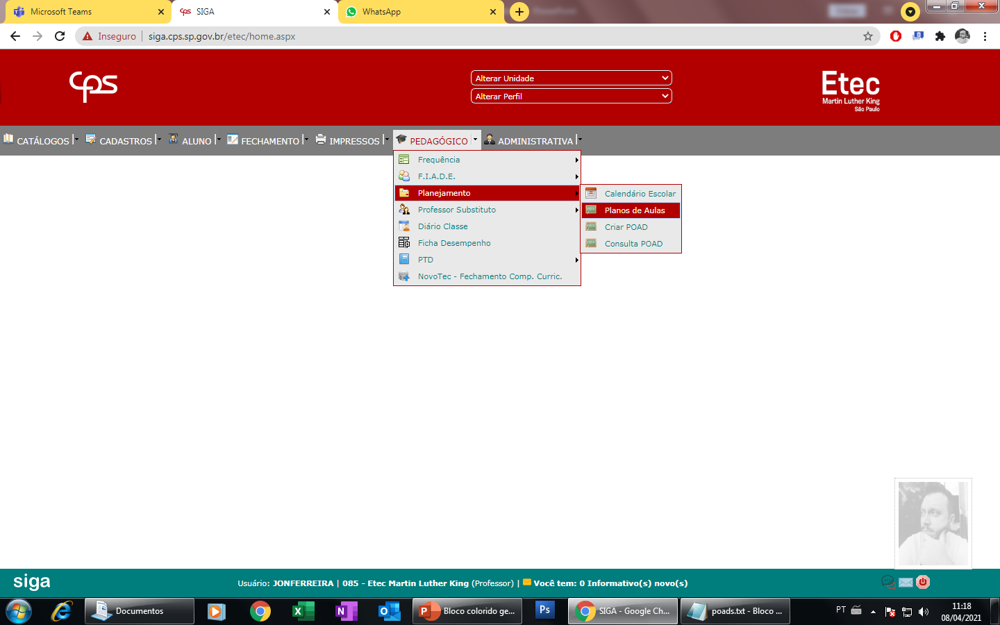 Microsoft Teams
SIGA
WhatsApp
Inseguro
siga.cps.sp.gov.br/etec/home.aspx
cps
Alterar Unidade
Alterar Perfil
Etec
Martin Luther King
São Paulo
CATÁLOGOS
CADASTROS
ALUNO
FECHAMENTO
IMPRESSOS
PEDAGÓGICO
ADMINISTRATIVA
Frequência
F.I.A.D.E.
Planejamento
Professor Substituto
Diário Classe
Ficha Desempenho
PTD
NovoTec - Fechamento Comp. Curric.
Calendário Escolar
Planos de Aulas
Criar POAD
Consulta POAD
siga
Usuário: JONFERREIRA | 085 - Etec Martin Luther King (Professor) | Você tem: 0 Informativo(s) novo(s)
Documentos
Bloco colorido ge...
Ps
SIGA - Google Ch...
poads.txt - Bloco ...
PT
11:18
08/04/2021